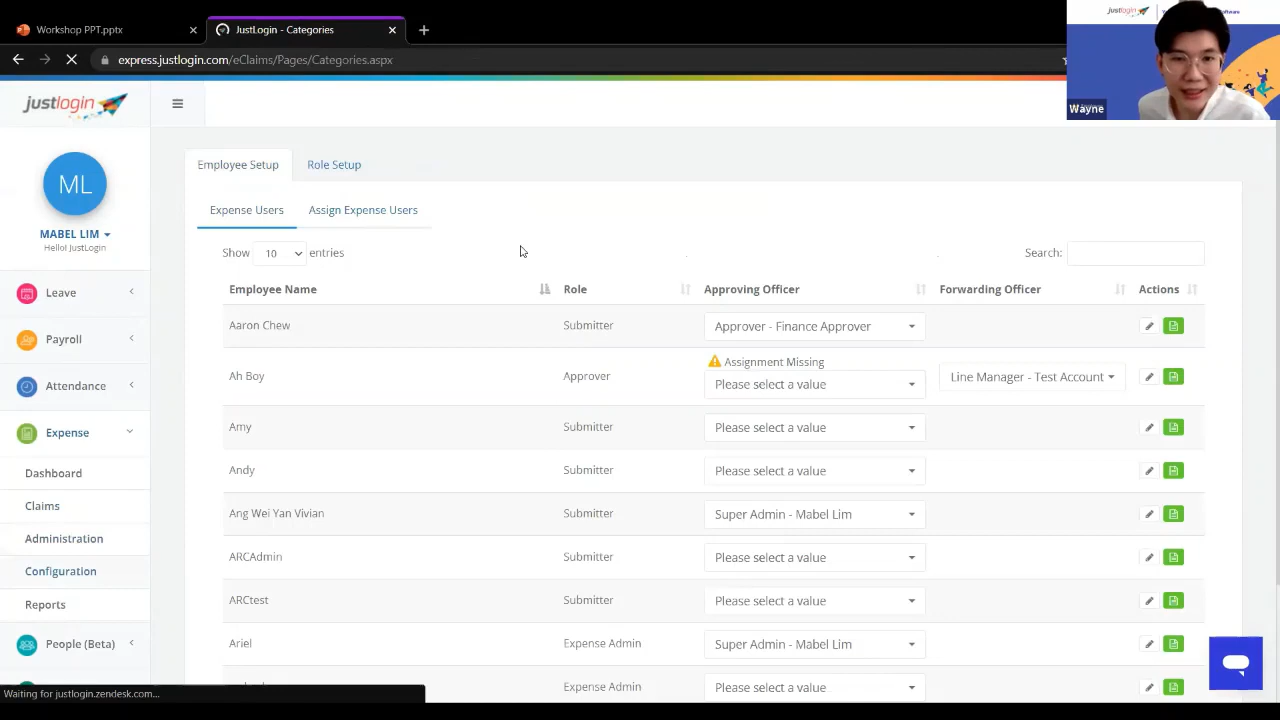 Workshop PPT.pptx
JustLogin - Categories
express.justlogin.com/eClaims/Pages/Categories.aspx
justlogin
Wayne
justlogin
ML
MABEL LIM
Hello! JustLogin
Leave
Payroll
Attendance
Expense
Dashboard
Claims
Administration
Configuration
Reports
People (Beta)
Employee Setup Role Setup
Expense Users Assign Expense Users
Show 10 entries Search:
Employee Name Role Approving Officer Forwarding Officer Actions
Aaron Chew Submitter Approver - Finance Approver
Assignment Missing
Ah Boy Approver Please select a value Line Manager - Test Account
Amy Submitter Please select a value
Andy Submitter Please select a value
Ang Wei Yan Vivian Submitter Super Admin - Mabel Lim
ARCAdmin Submitter Please select a value
ARCtest Submitter Please select a value
Ariel Expense Admin Super Admin - Mabel Lim
Expense Admin Please select a value
Waiting for justlogin.zendesk.com...